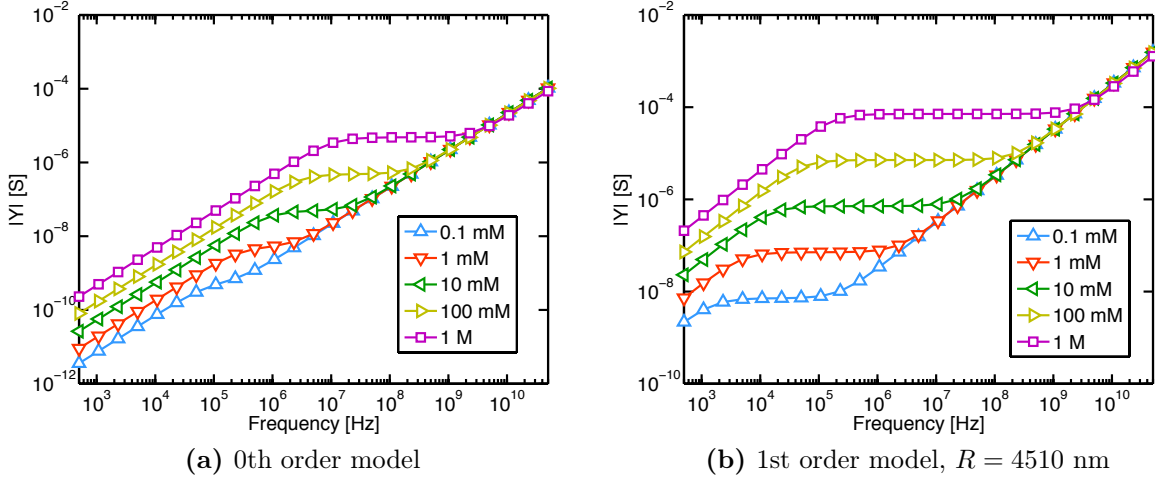 10^-2
10^-4
10^-6
10^-8
10^-10
10^-12
|Y| [S]
10^3 10^4 10^5 10^6 10^7 10^8 10^9 10^10
Frequency [Hz]
0.1 mM
1 mM
10 mM
100 mM
1 M
(a) 0th order model
10^-2
10^-4
10^-6
10^-8
10^-10
|Y| [S]
10^3 10^4 10^5 10^6 10^7 10^8 10^9 10^10
Frequency [Hz]
0.1 mM
1 mM
10 mM
100 mM
1 M
(b) 1st order model, R = 4510 nm